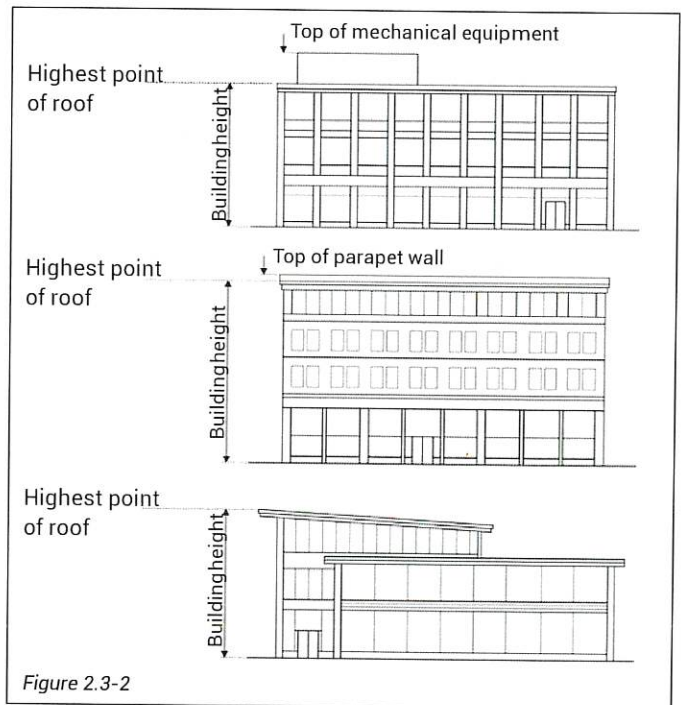 Top of mechanical equipment
Highest point
of roof
Buildingheight
Highest point
of roof
Top of parapet wall
Buildingheight
Highest point
of roof
Buildingheight
Figure 2.3-2